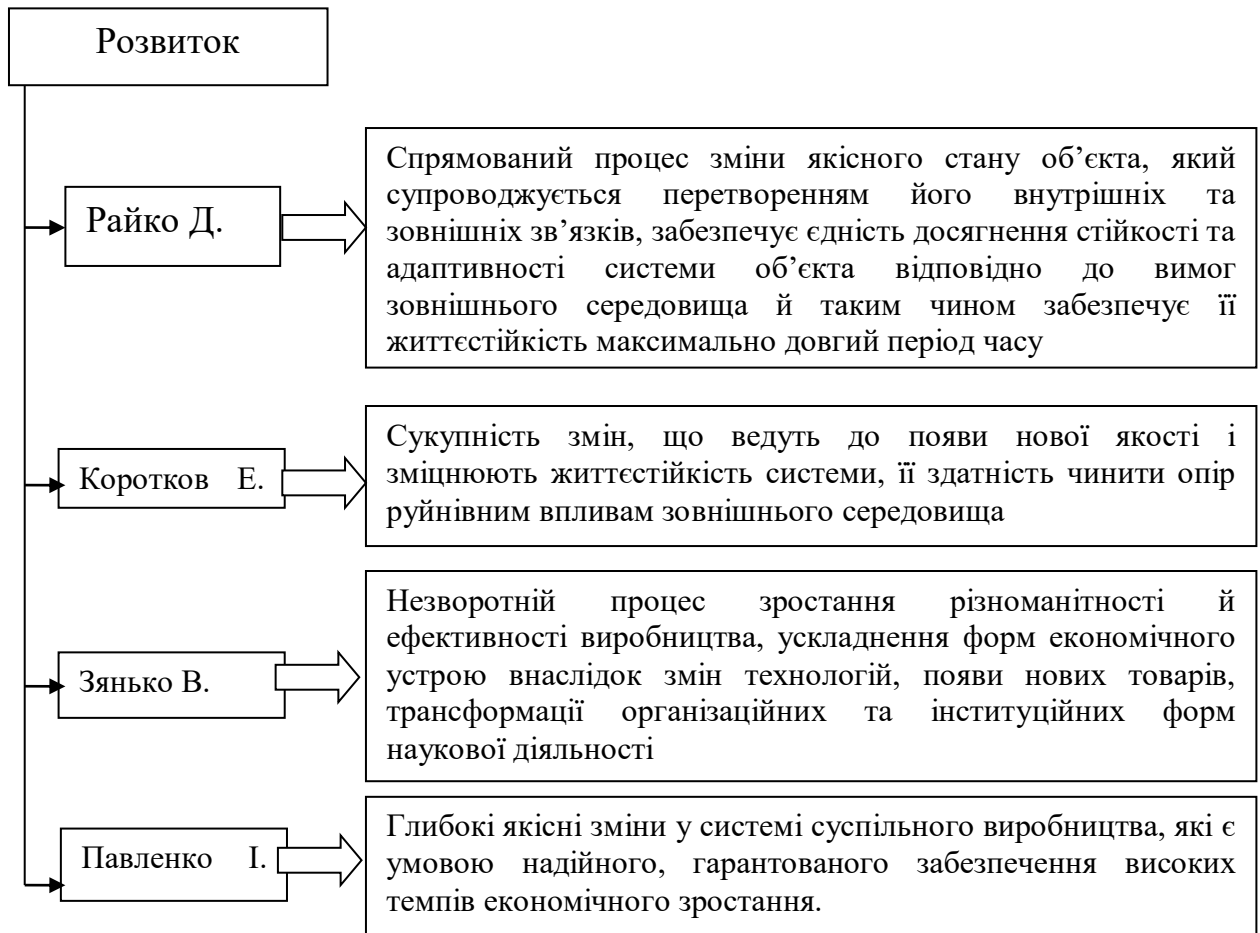 Розвиток
Райко Д.
Спрямований процес зміни якісного стану об’єкта, який
супроводжується перетворенням його внутрішніх та
зовнішніх зв’язків, забезпечує єдність досягнення стійкості та
адаптивності системи об’єкта відповідно до вимог
зовнішнього середовища й таким чином забезпечує її
життєстійкість максимально довгий період часу
Коротков Е.
Сукупність змін, що ведуть до появи нової якості і
зміцнюють життєстійкість системи, її здатність чинити опір
руйнівним впливам зовнішнього середовища
Зянько В.
Незворотній процес зростання різноманітності й
ефективності виробництва, ускладнення форм економічного
устрою внаслідок змін технологій, появи нових товарів,
трансформації організаційних та інституційних форм
наукової діяльності
Павленко І.
Глибокі якісні зміни у системі суспільного виробництва, які є
умовою надійного, гарантованого забезпечення високих
темпів економічного зростання.